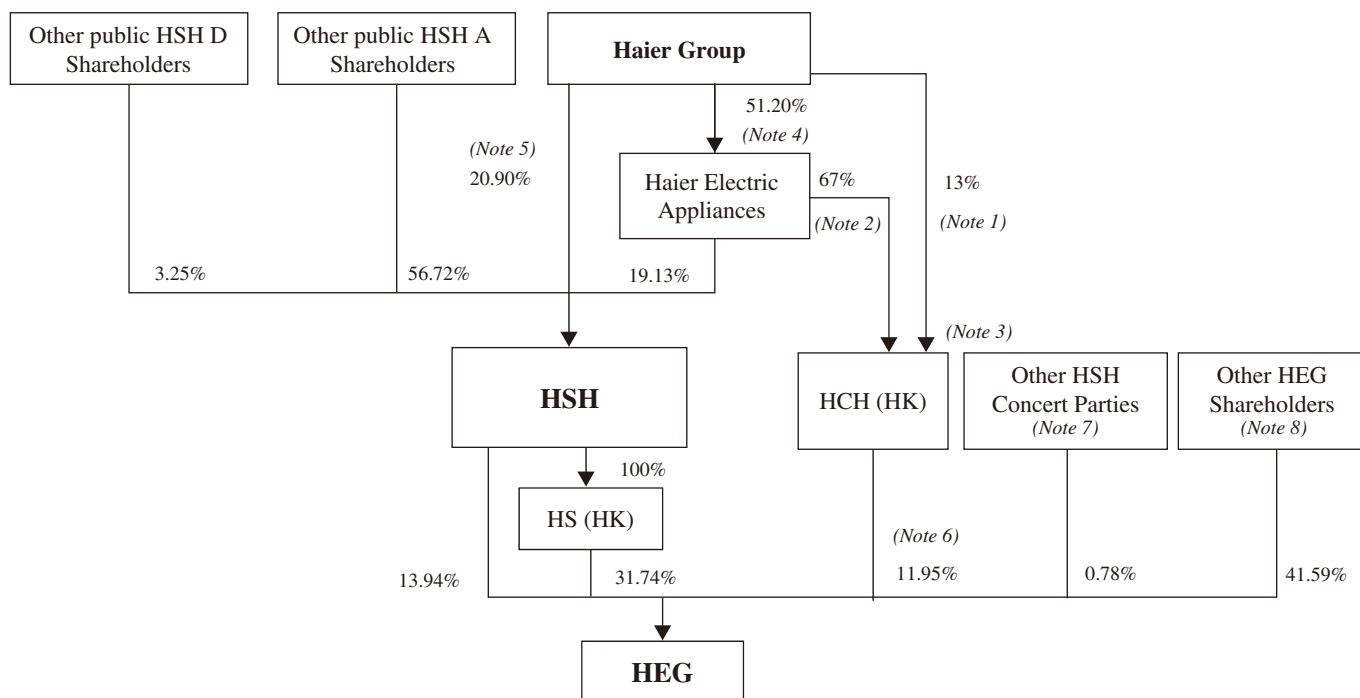 Other public HSH D
Shareholders
Other public HSH A
Shareholders
Haier Group
51.20%
(Note 4)
(Note 5)
20.90%
Haier Electric
Appliances
67%
(Note 2)
13%
(Note 1)
3.25%
56.72%
19.13%
(Note 3)
HSH
HCH (HK)
Other HSH
Concert Parties
(Note 7)
Other HEG
Shareholders
(Note 8)
100%
HS (HK)
(Note 6)
13.94%
31.74%
11.95%
0.78%
41.59%
HEG